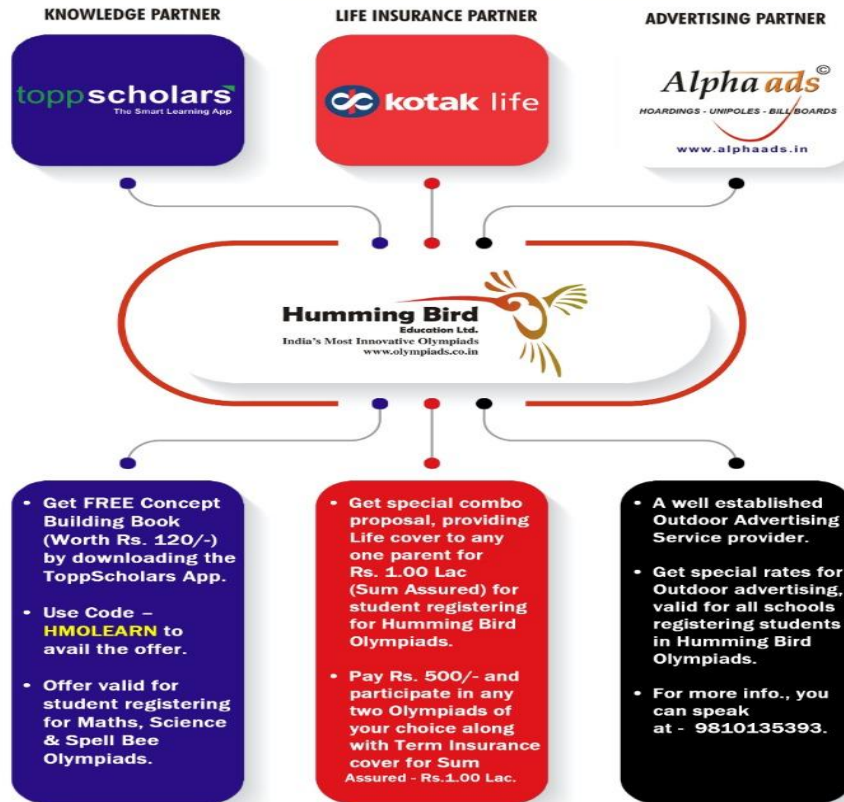 KNOWLEDGE PARTNER
LIFE INSURANCE PARTNER
ADVERTISING PARTNER
toppscholars
The Smart Learning App
kotak life
Alpha ads©
HOARDINGS - UNIPOLES - BILL BOARDS
www.alphaads.in
Humming Bird
Education Ltd.
India's Most Innovative Olympiads
www.olympiads.co.in
• Get FREE Concept
Building Book
(Worth Rs. 120/-)
by downloading the
ToppScholars App.
• Use Code –
HMOLEARN to
avail the offer.
• Offer valid for
student registering
for Maths, Science
& Spell Bee
Olympiads.
• Get special combo
proposal, providing
Life cover to any
one parent for
Rs. 1.00 Lac
(Sum Assured) for
student registering
for Humming Bird
Olympiads.
• Pay Rs. 500/- and
participate in any
two Olympiads of
your choice along
with Term Insurance
cover for Sum
Assured - Rs.1.00 Lac.
• A well established
Outdoor Advertising
Service provider.
• Get special rates for
Outdoor advertising,
valid for all schools
registering students
in Humming Bird
Olympiads.
• For more info., you
can speak
at - 9810135393.